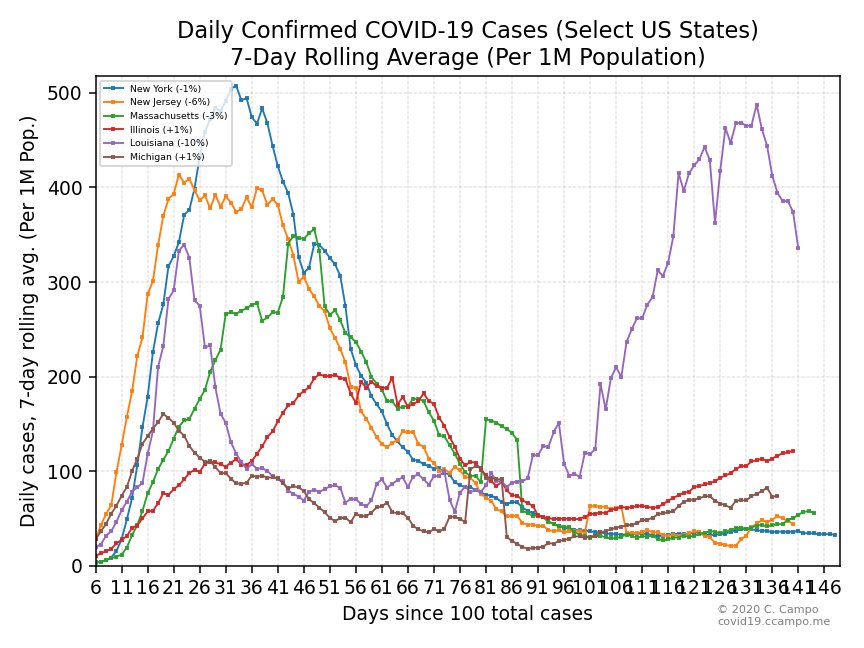 Daily Confirmed COVID-19 Cases (Select US States)
7-Day Rolling Average (Per 1M Population)
Daily cases, 7-day rolling avg. (Per 1M Pop.)
500
400
300
200
100
0
New York (-1%)
New Jersey (-6%)
Massachusetts (-3%)
Illinois (+1%)
Louisiana (-10%)
Michigan (+1%)
6 11 16 21 26 31 36 41 46 51 56 61 66 71 76 81 86 91 96 101 106 111 116 121 126 131 136 141 146
Days since 100 total cases
© 2020 C. Campo
covid19.ccampo.me